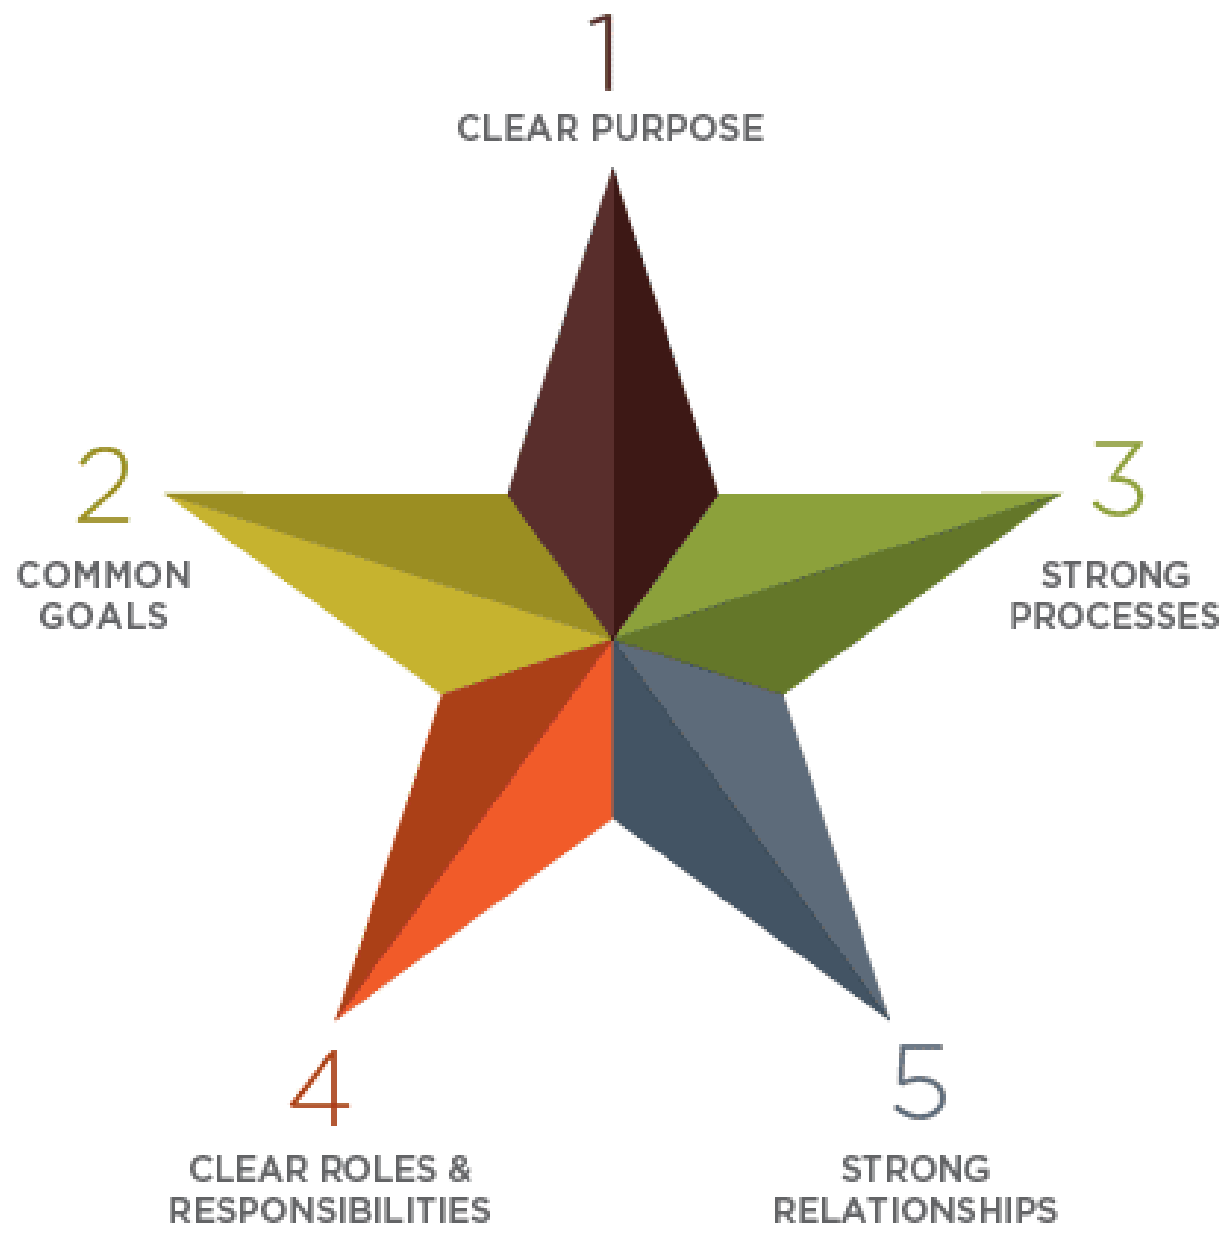 1
CLEAR PURPOSE
2
COMMON
GOALS
3
STRONG
PROCESSES
4
CLEAR ROLES &
RESPONSIBILITIES
5
STRONG
RELATIONSHIPS